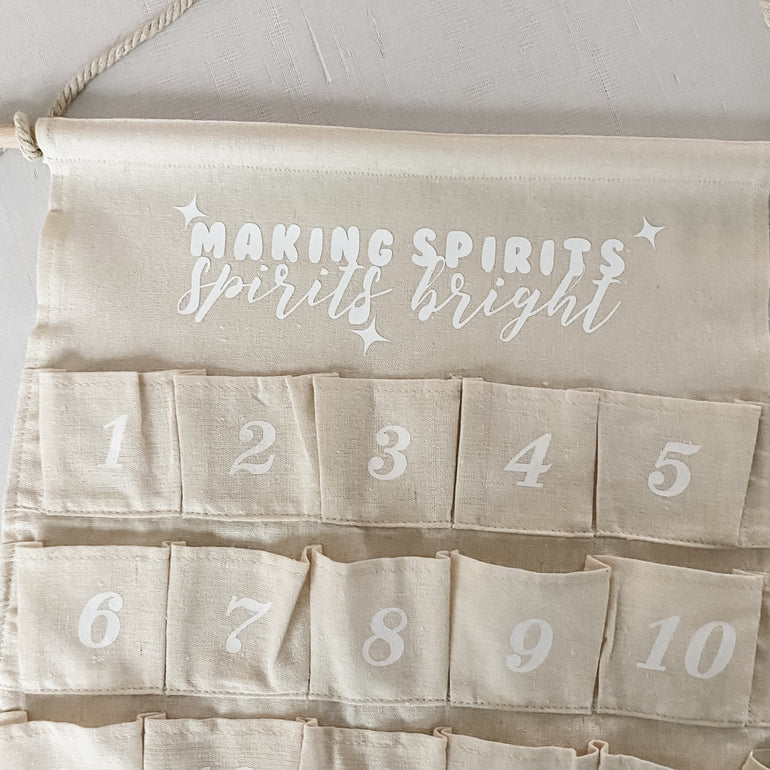 MAKING SPIRITS
spirits bright
1 2 3 4 5
6 7 8 9 10